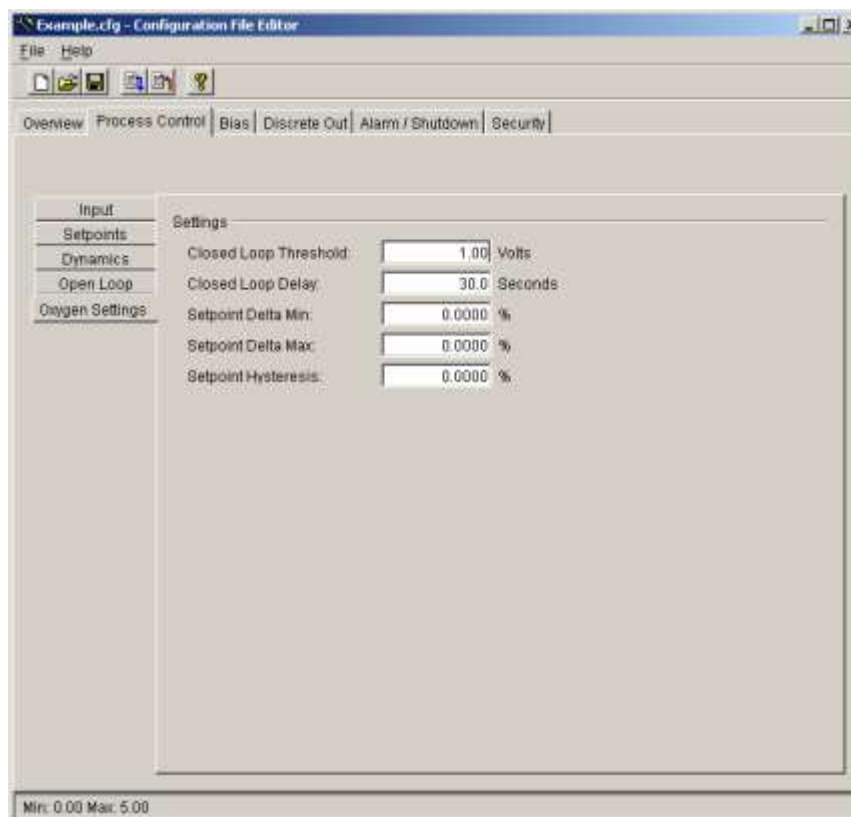 Example.cfg - Configuration File Editor
File Help
Overview Process Control Bias Discrete Out Alarm / Shutdown Security
Input
Setpoints
Dynamics
Open Loop
Oxygen Settings
Settings
Closed Loop Threshold: 1.00 Volts
Closed Loop Delay: 30.0 Seconds
Setpoint Delta Min: 0.0000 %
Setpoint Delta Max: 0.0000 %
Setpoint Hysteresis: 0.0000 %
Min: 0.00 Max: 5.00